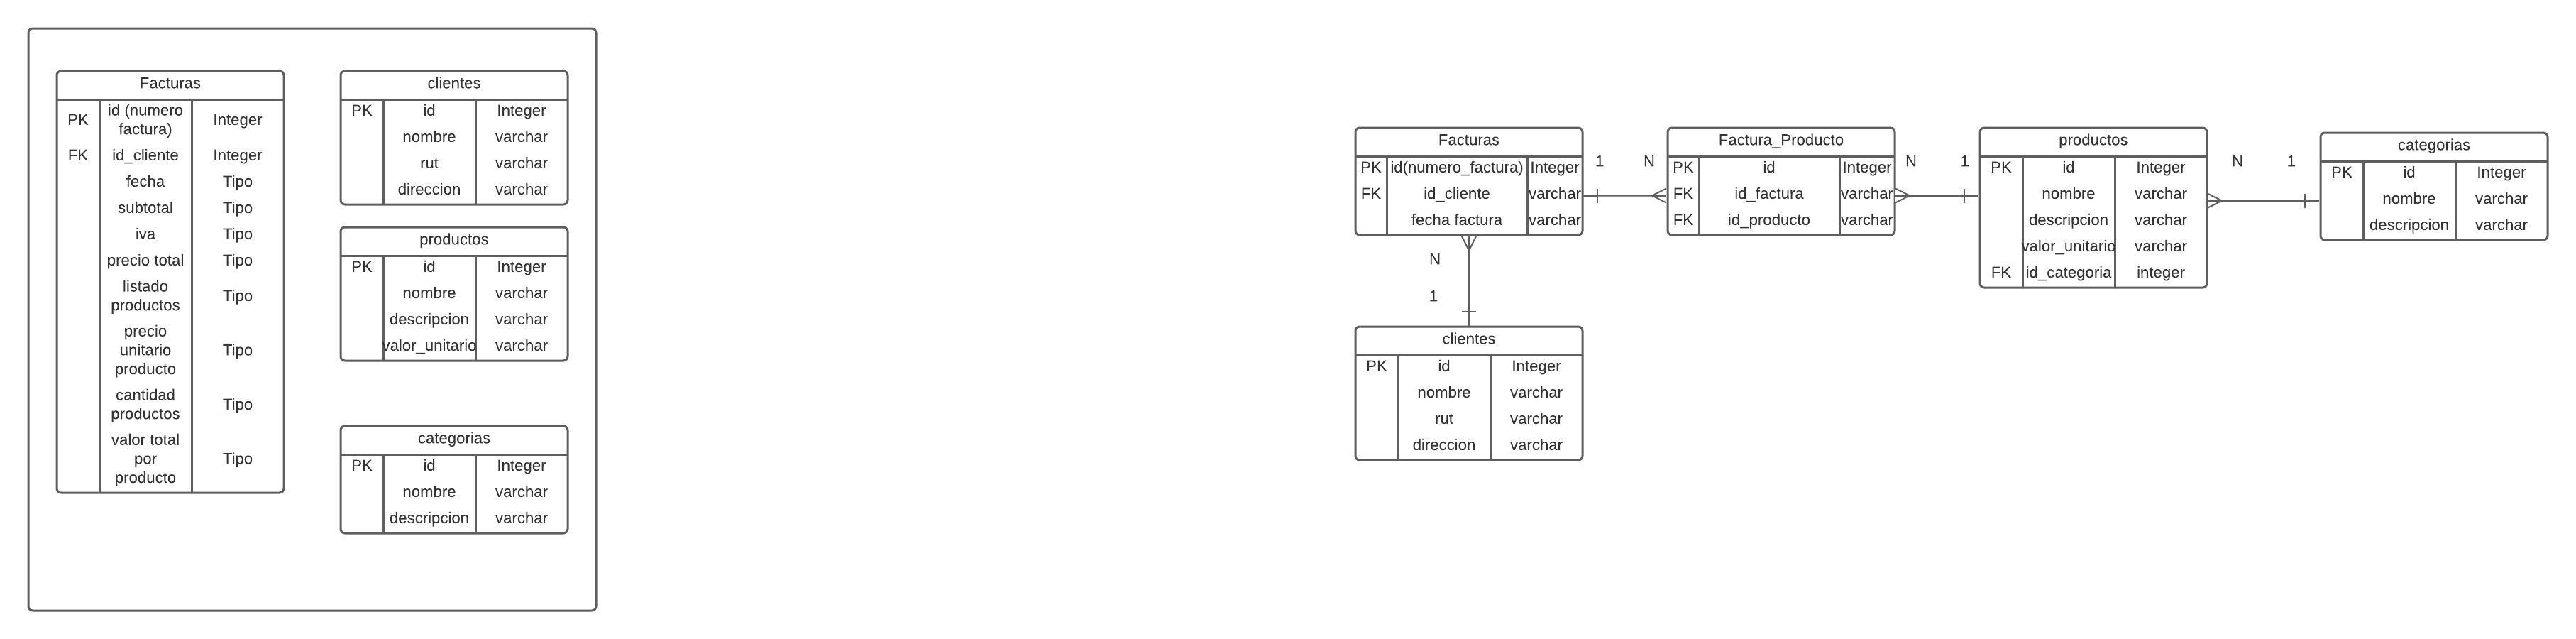 Facturas
PK id (numero factura) Integer
FK id_cliente Integer
fecha Tipo
subtotal Tipo
iva Tipo
precio total Tipo
listado productos Tipo
precio unitario producto Tipo
cantidad productos Tipo
valor total por producto Tipo
clientes
PK id Integer
nombre varchar
rut varchar
direccion varchar
productos
PK id Integer
nombre varchar
descripcion varchar
valor_unitario varchar
categorias
PK id Integer
nombre varchar
descripcion varchar
Facturas
PK id(numero_factura) Integer
FK id_cliente varchar
fecha factura varchar
1 N
Factura_Producto
PK id Integer
FK id_factura varchar
FK id_producto varchar
N 1
productos
PK id Integer
nombre varchar
descripcion varchar
valor_unitario varchar
FK id_categoria integer
N 1
categorias
PK id Integer
nombre varchar
descripcion varchar
N
1
clientes
PK id Integer
nombre varchar
rut varchar
direccion varchar